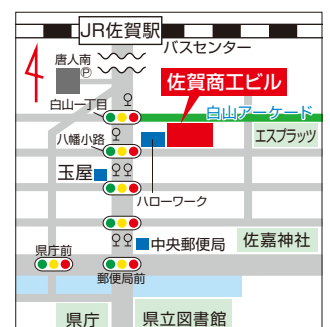 JR佐賀駅
バスセンター
唐人南
Ⓟ
佐賀商工ビル
白山一丁目
白山アーケード
八幡小路
エスプラッツ
玉屋
ハローワーク
中央郵便局
佐嘉神社
県庁前
郵便局前
県庁
県立図書館